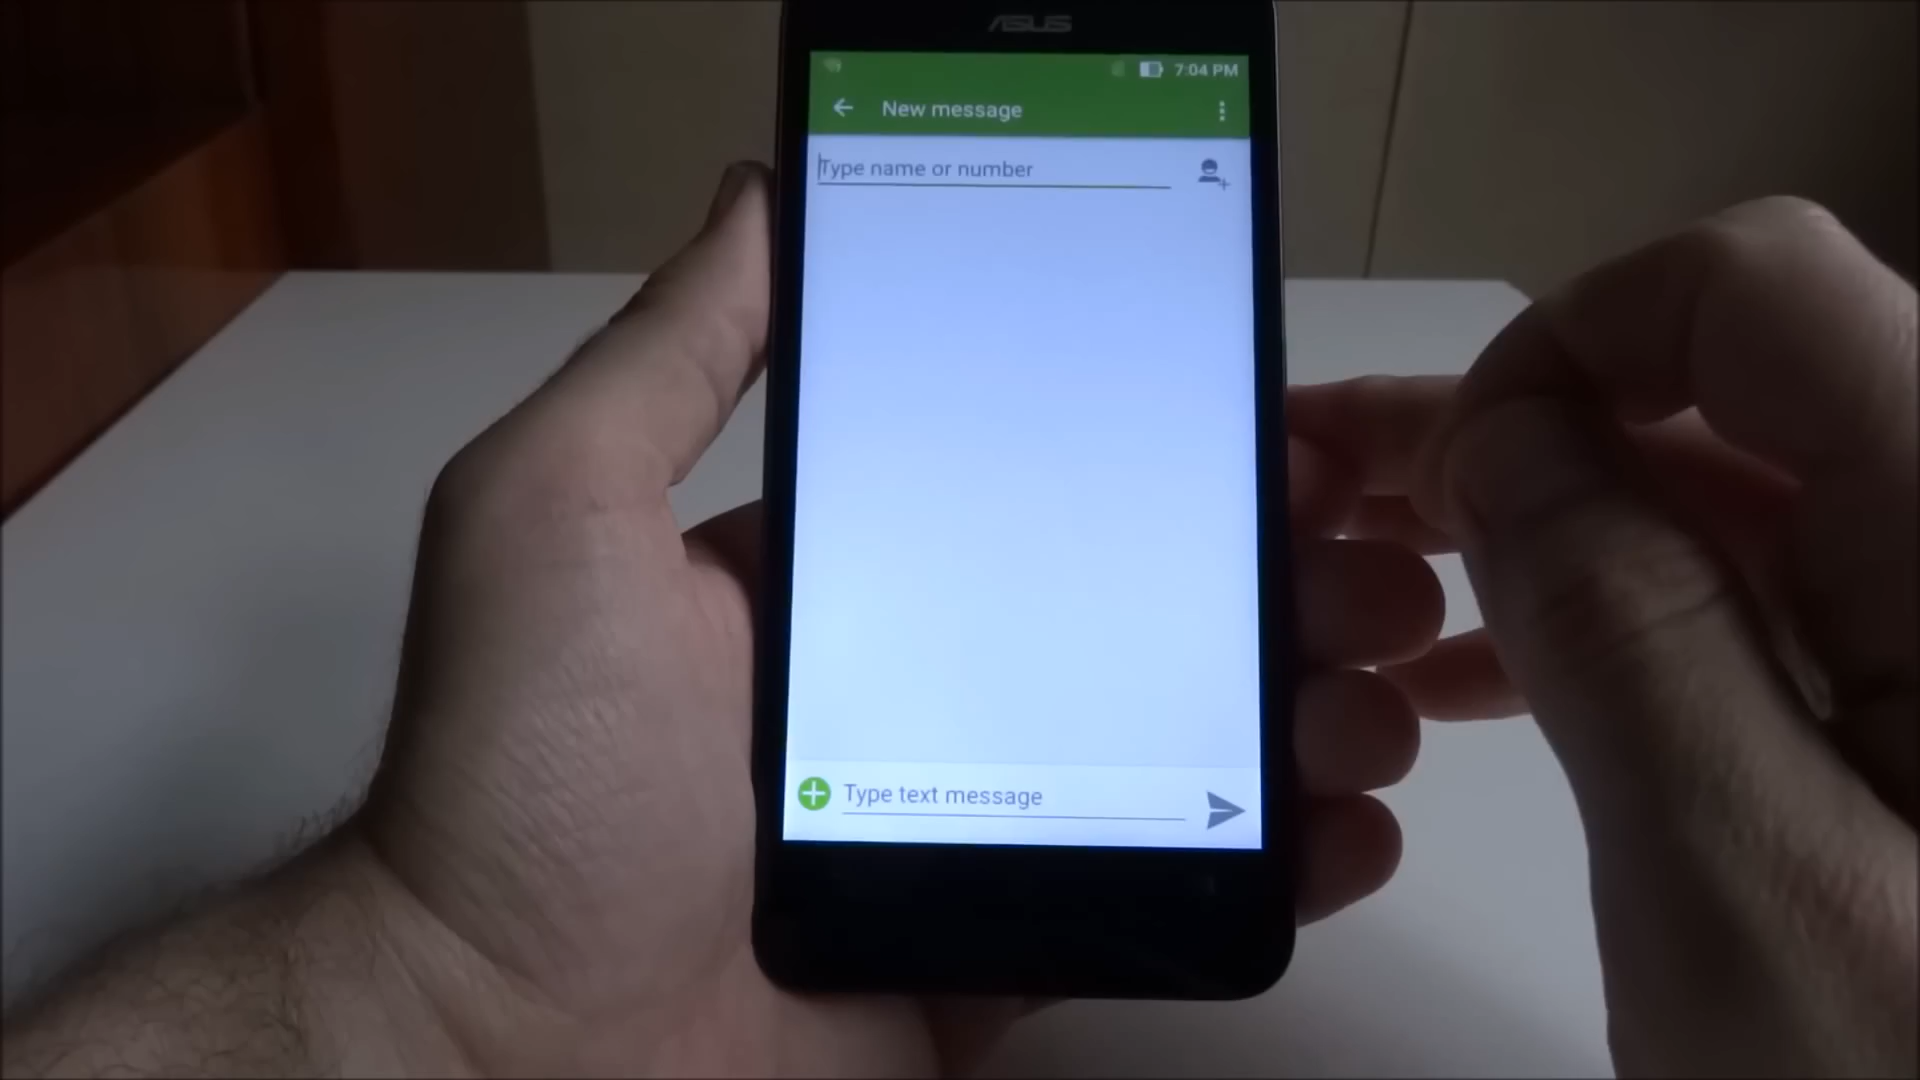 ASUS
7:04 PM
New message
Type name or number
Type text message